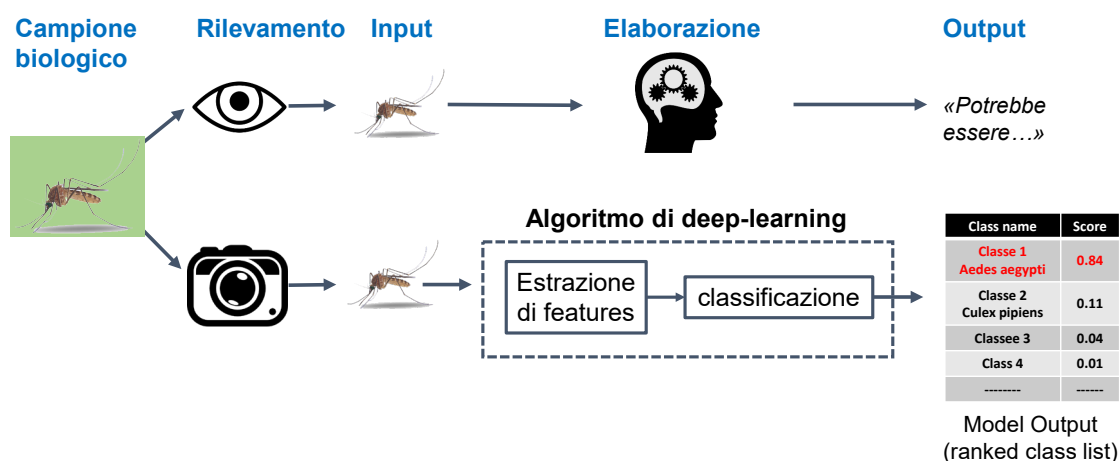 Campione
biologico
Rilevamento
Input
Elaborazione
Output
«Potrebbe
essere…»
Algoritmo di deep-learning
Estrazione
di features
classificazione
Class name Score
Classe 1
Aedes aegypti 0.84
Classe 2
Culex pipiens 0.11
Classee 3 0.04
Class 4 0.01
-------- ------
Model Output
(ranked class list)